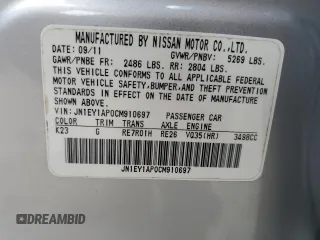 MANUFACTURED BY NISSAN MOTOR CO.,LTD.
DATE: 09/11 GVWR/PNBV: 5269 LBS.
GAWR/PNBE FR: 2486 LBS. RR: 2804 LBS.
THIS VEHICLE CONFORMS TO ALL APPLICABLE FEDERAL
MOTOR VEHICLE SAFETY,BUMPER,AND THEFT PREVENTION
STANDARDS IN EFFECT ON THE DATE OF
MANUFACTURE SHOWN ABOVE.
VIN: JN1EY1AP0CM910697 PASSENGER CAR
COLOR TRIM TRANS AXLE ENGINE
K23 G RE7R01H RE26 VQ35(HR) 3498CC
JN1EY1AP0CM910697
DREAMBID
DREAMBID.COM